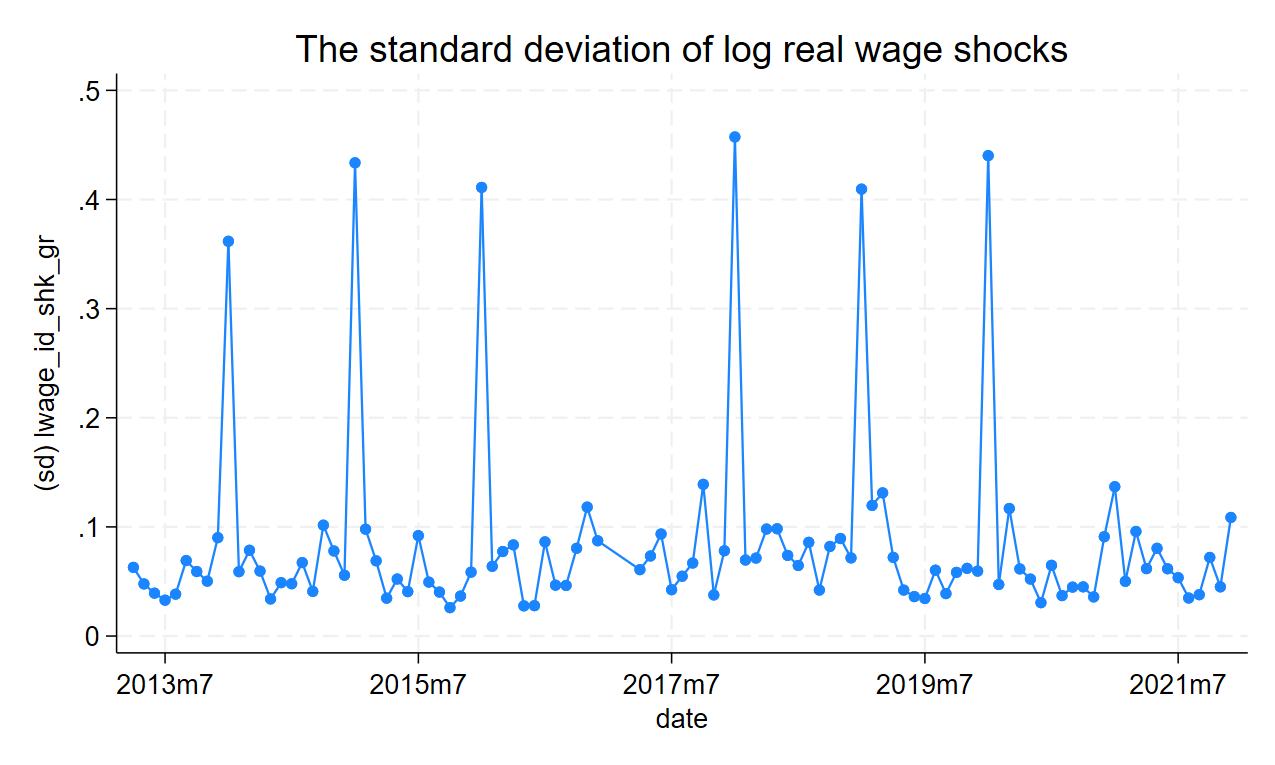 The standard deviation of log real wage shocks
(sd) lwage_id_shk_gr
.5
.4
.3
.2
.1
0
2013m7 2015m7 2017m7 2019m7 2021m7
date